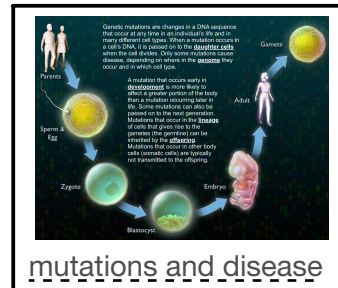 Genetic mutations are changes in a DNA sequence
that occur at any time in an individual's life and in
many different cell types. When a mutation occurs in
a cell's DNA, it is passed on to the daughter cells
when the cell divides. Only some mutations cause
disease, depending on where in the genome they
occur and in which cell type.
A mutation that occurs early in
development is more likely to
affect a greater portion of the body
than a mutation occurring later in
life. Some mutations can also be
passed on to the next generation.
Mutations that occur in the lineage
of cells that gives rise to the
gametes (the germline) can be
inherited by the offspring.
Mutations that occur in other body
cells (somatic cells) are typically
not transmitted to the offspring.
Parents
Sperm &
Egg
Zygote
Blastocyst
Embryo
Adult
Gamete
mutations and disease